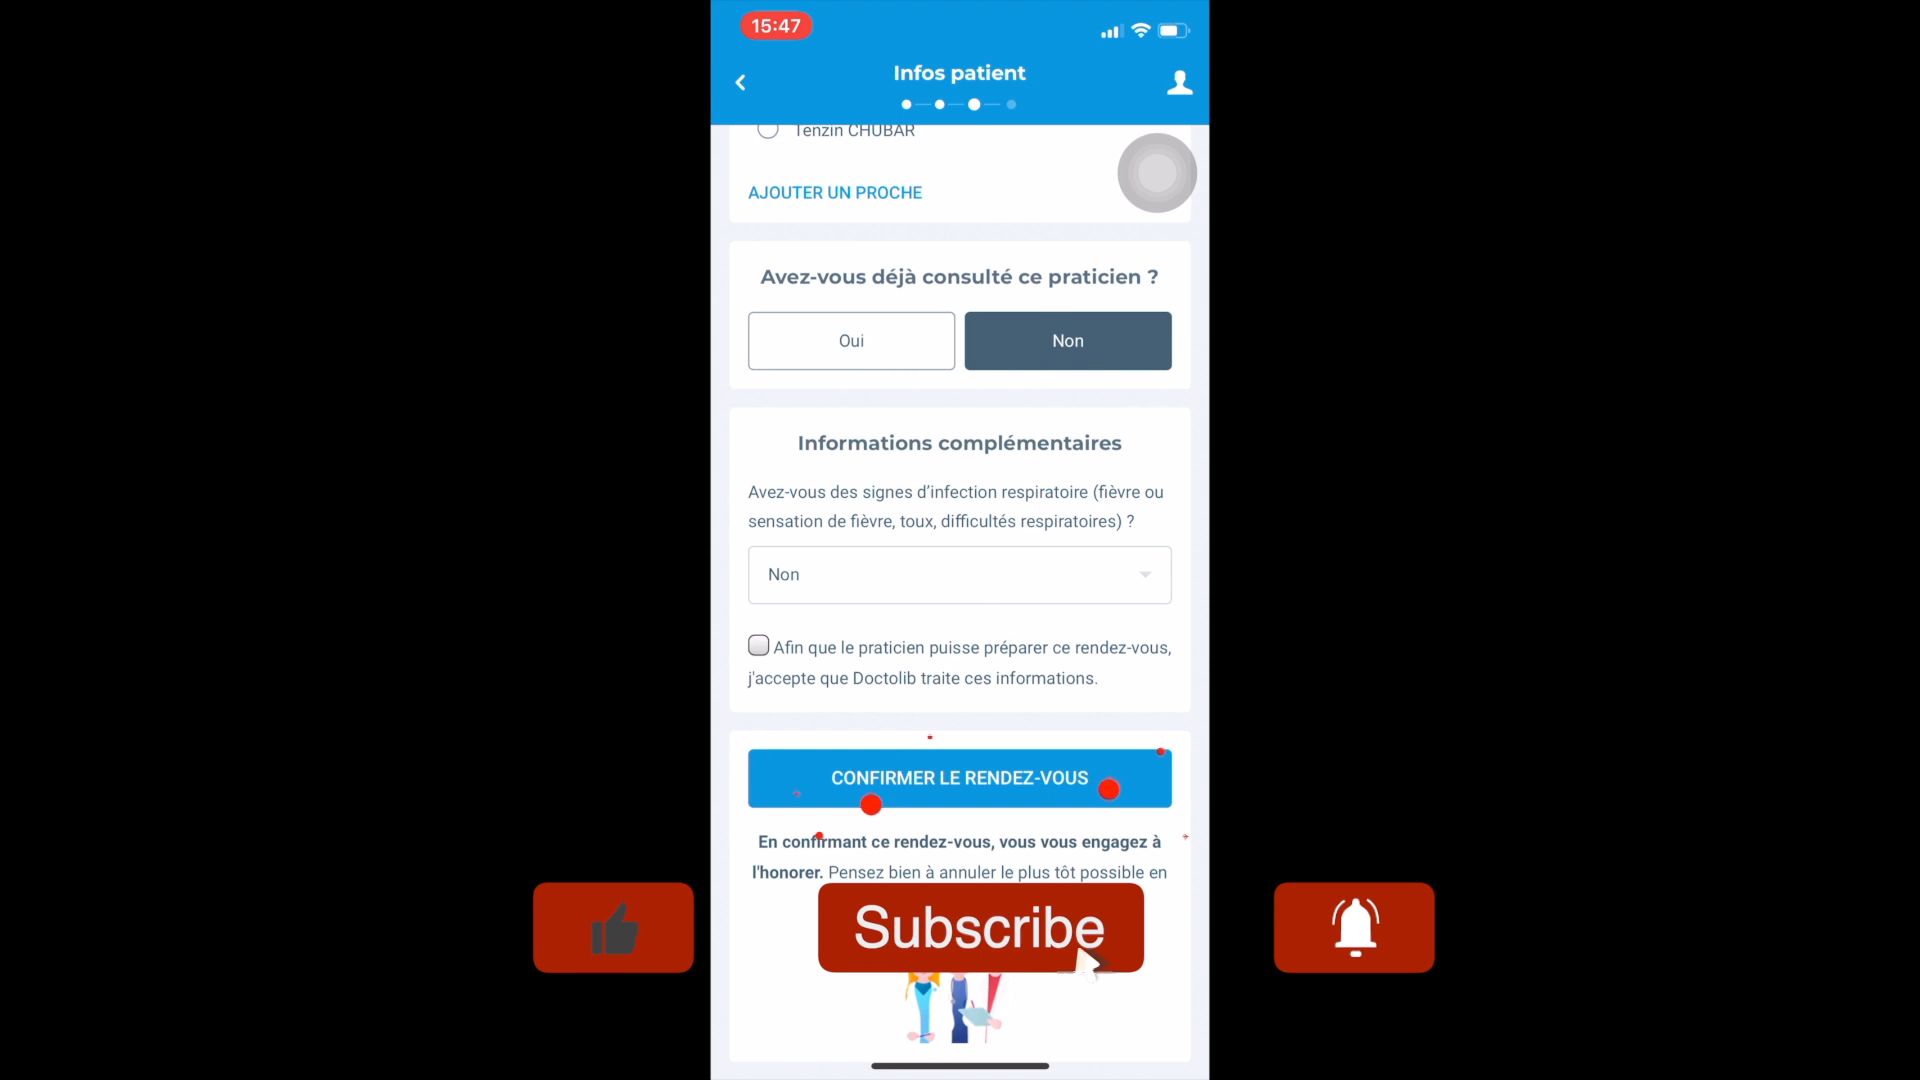 15:47
Infos patient
Tenzin CHUBAR
AJOUTER UN PROCHE
Avez-vous déjà consulté ce praticien ?
Oui
Non
Informations complémentaires
Avez-vous des signes d’infection respiratoire (fièvre ou
sensation de fièvre, toux, difficultés respiratoires) ?
Non
Afin que le praticien puisse préparer ce rendez-vous,
j'accepte que Doctolib traite ces informations.
CONFIRMER LE RENDEZ-VOUS
En confirmant ce rendez-vous, vous vous engagez à
l'honorer. Pensez bien à annuler le plus tôt possible en
Subscribe